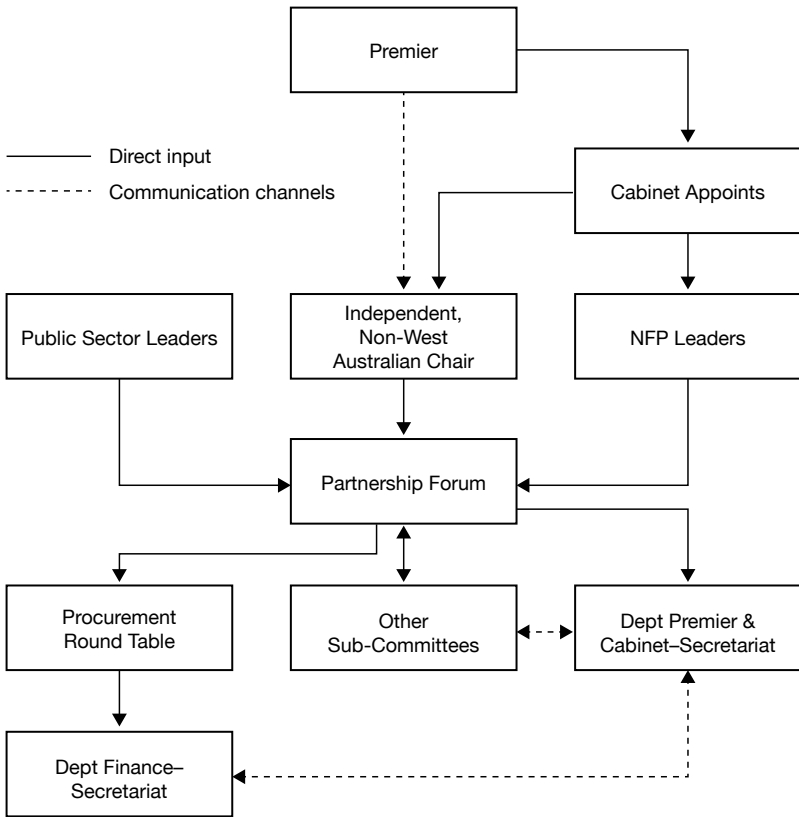 Premier
Direct input
Communication channels
Cabinet Appoints
Public Sector Leaders
Independent,
Non-West
Australian Chair
NFP Leaders
Partnership Forum
Procurement
Round Table
Other
Sub-Committees
Dept Premier &
Cabinet–Secretariat
Dept Finance–
Secretariat